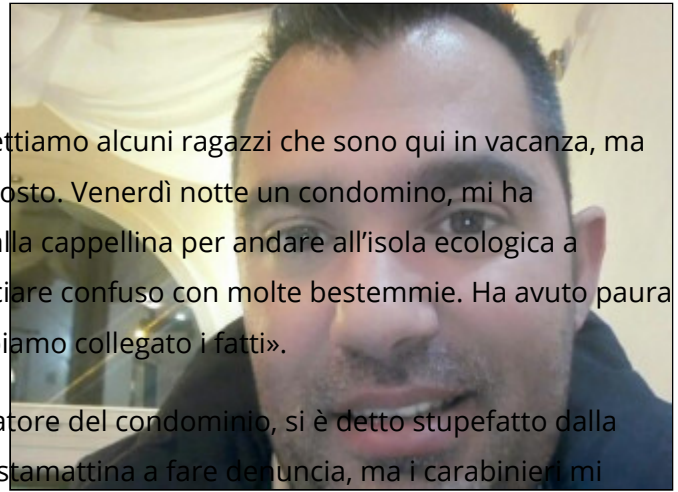 ettiamo alcuni ragazzi che sono qui in vacanza, ma
osto. Venerdì notte un condomino, mi ha
alla cappellina per andare all’isola ecologica a
ciare confuso con molte bestemmie. Ha avuto paura
iamo collegato i fatti».
atore del condominio, si è detto stupefatto dalla
stamattina a fare denuncia, ma i carabinieri mi